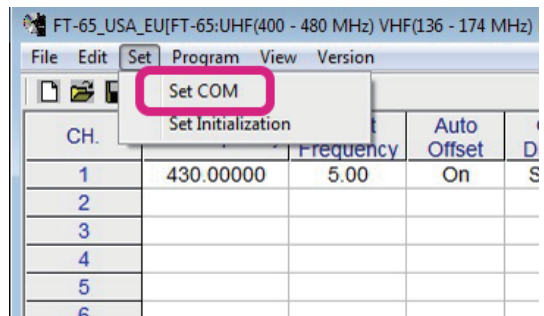 FT-65_USA_EU[FT-65:UHF(400 - 480 MHz) VHF(136 - 174 MHz)
File Edit Set Program View Version
Set COM
Set Initialization
CH. Frequency Auto Offset
1 430.00000 5.00 On S
2
3
4
5
6